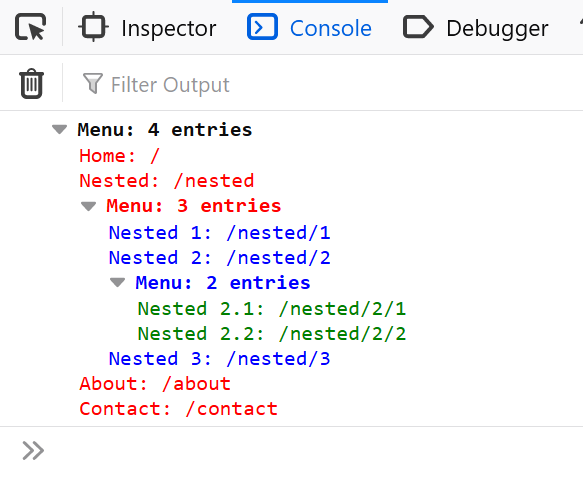 Inspector Console Debugger
Filter Output
Menu: 4 entries
Home: /
Nested: /nested
Menu: 3 entries
Nested 1: /nested/1
Nested 2: /nested/2
Menu: 2 entries
Nested 2.1: /nested/2/1
Nested 2.2: /nested/2/2
Nested 3: /nested/3
About: /about
Contact: /contact